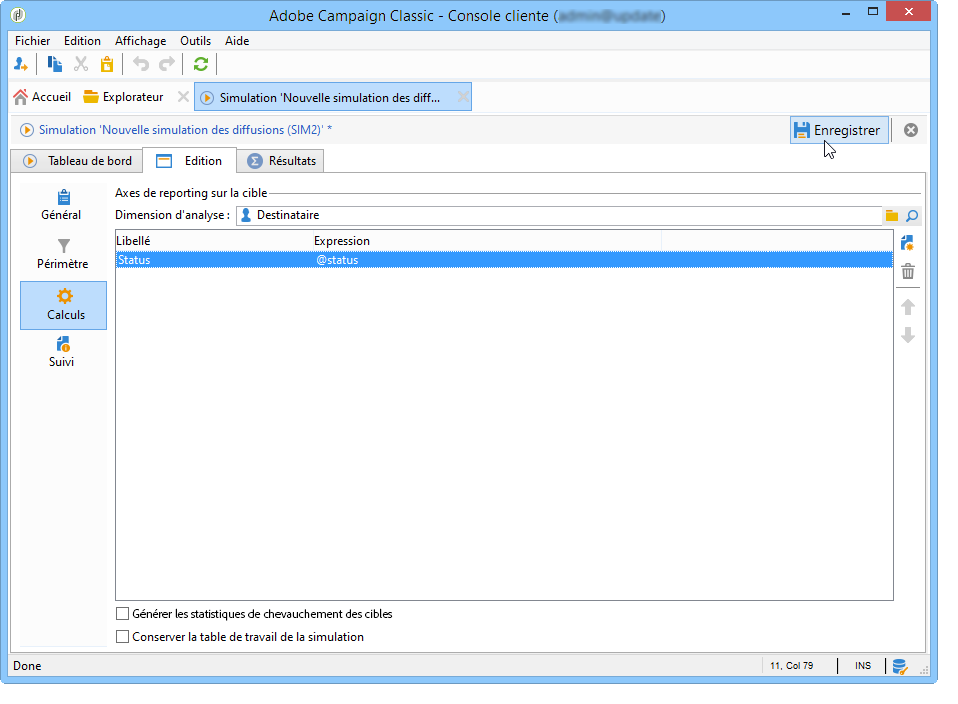 Adobe Campaign Classic - Console cliente ( )
Fichier Edition Affichage Outils Aide
Accueil Explorateur Simulation 'Nouvelle simulation des diff...
Simulation 'Nouvelle simulation des diffusions (SIM2)' * Enregistrer
Tableau de bord Edition Résultats
Général
Périmètre
Calculs
Suivi
Axes de reporting sur la cible
Dimension d'analyse : Destinataire
Libellé Expression
Status @status
Générer les statistiques de chevauchement des cibles
Conserver la table de travail de la simulation
Done 11, Col 79 INS